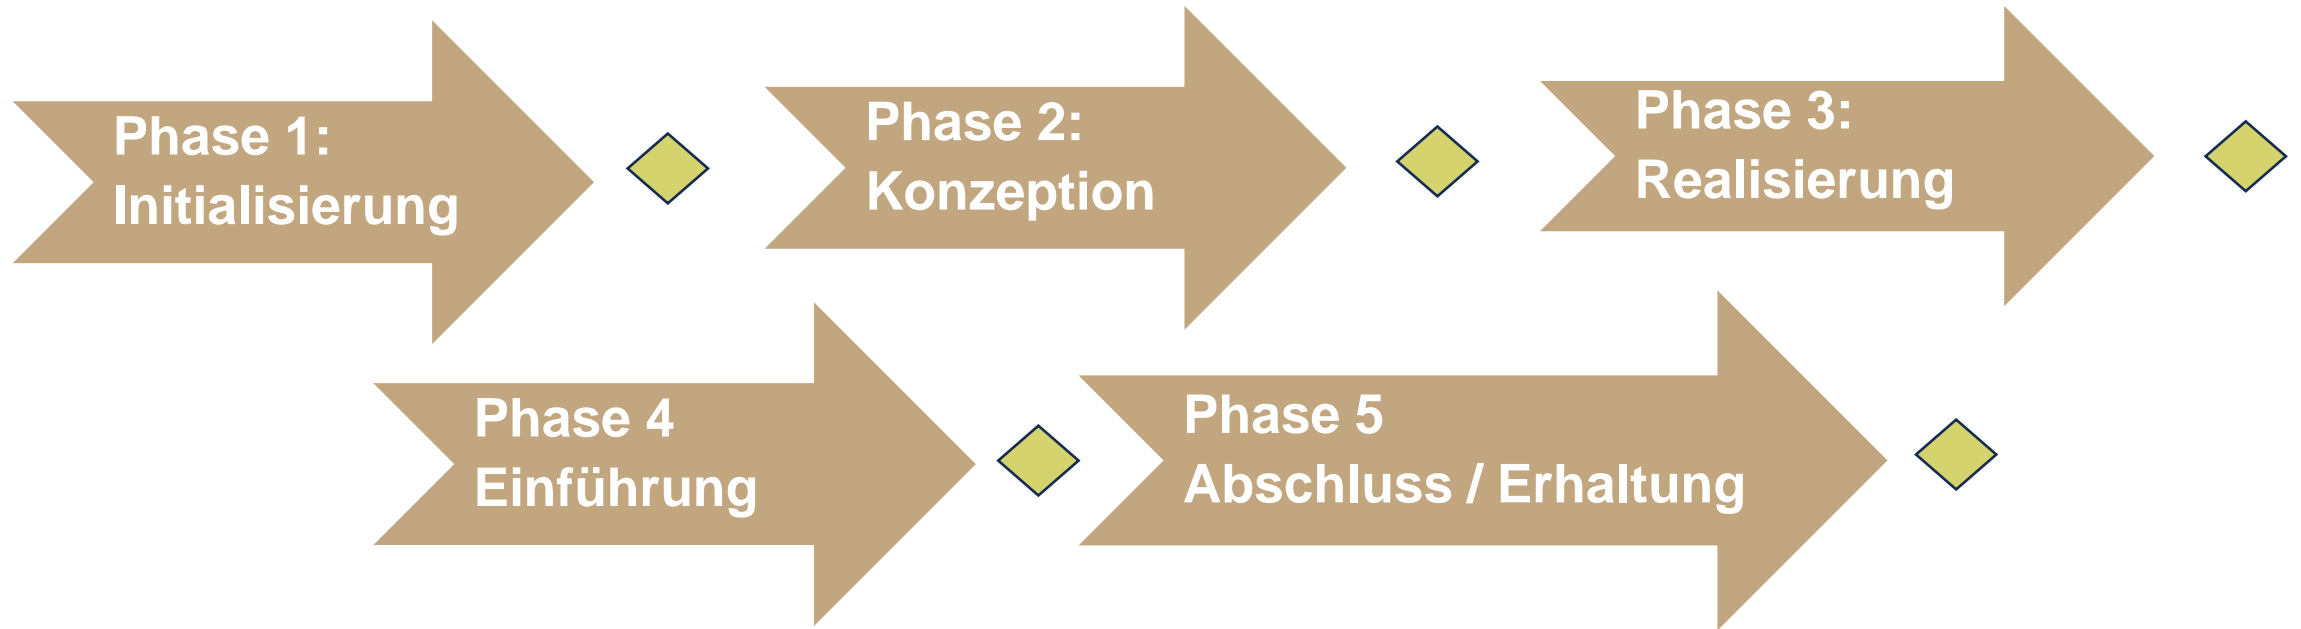 Phase 1:
Initialisierung
Phase 2:
Konzeption
Phase 3:
Realisierung
Phase 4
Einführung
Phase 5
Abschluss / Erhaltung